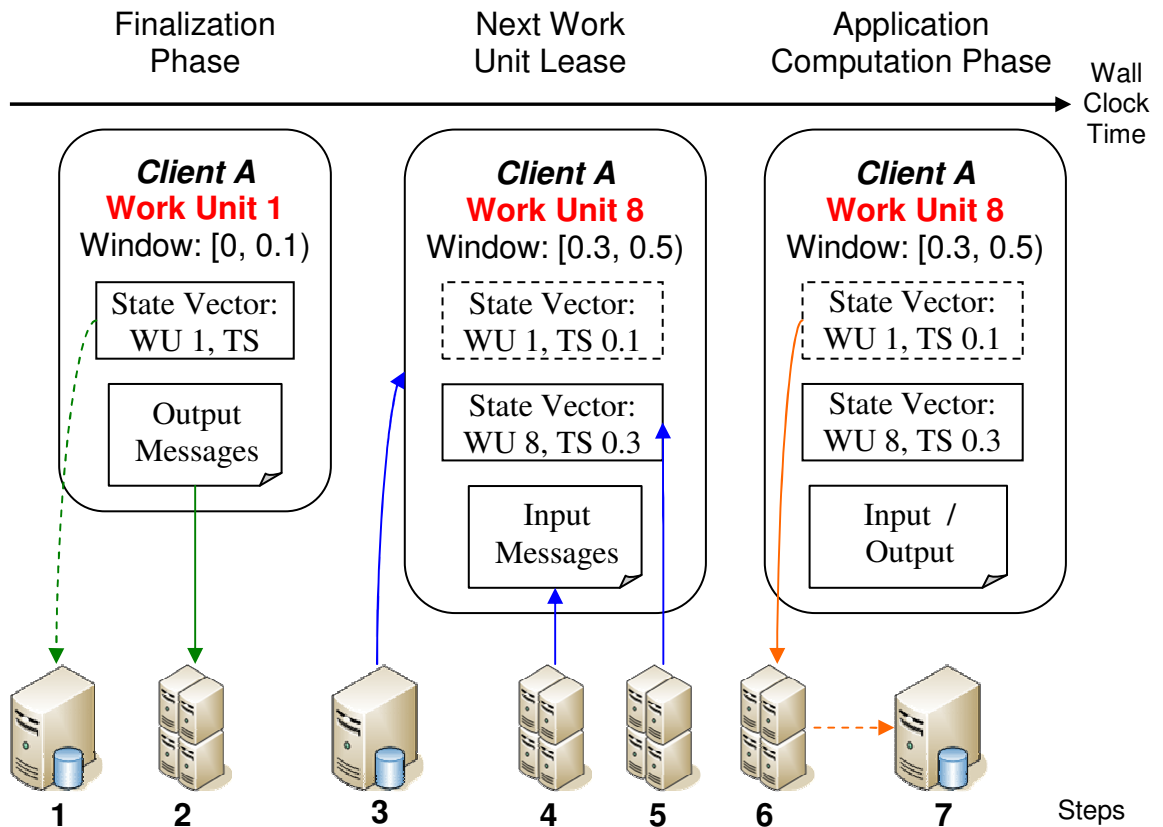 Finalization
Phase
Next Work
Unit Lease
Application
Computation Phase
Wall
Clock
Time
Client A
Work Unit 1
Window: [0, 0.1)
State Vector:
WU 1, TS
Output
Messages
Client A
Work Unit 8
Window: [0.3, 0.5)
State Vector:
WU 1, TS 0.1
State Vector:
WU 8, TS 0.3
Input
Messages
Client A
Work Unit 8
Window: [0.3, 0.5)
State Vector:
WU 1, TS 0.1
State Vector:
WU 8, TS 0.3
Input /
Output
1 2 3 4 5 6 7 Steps